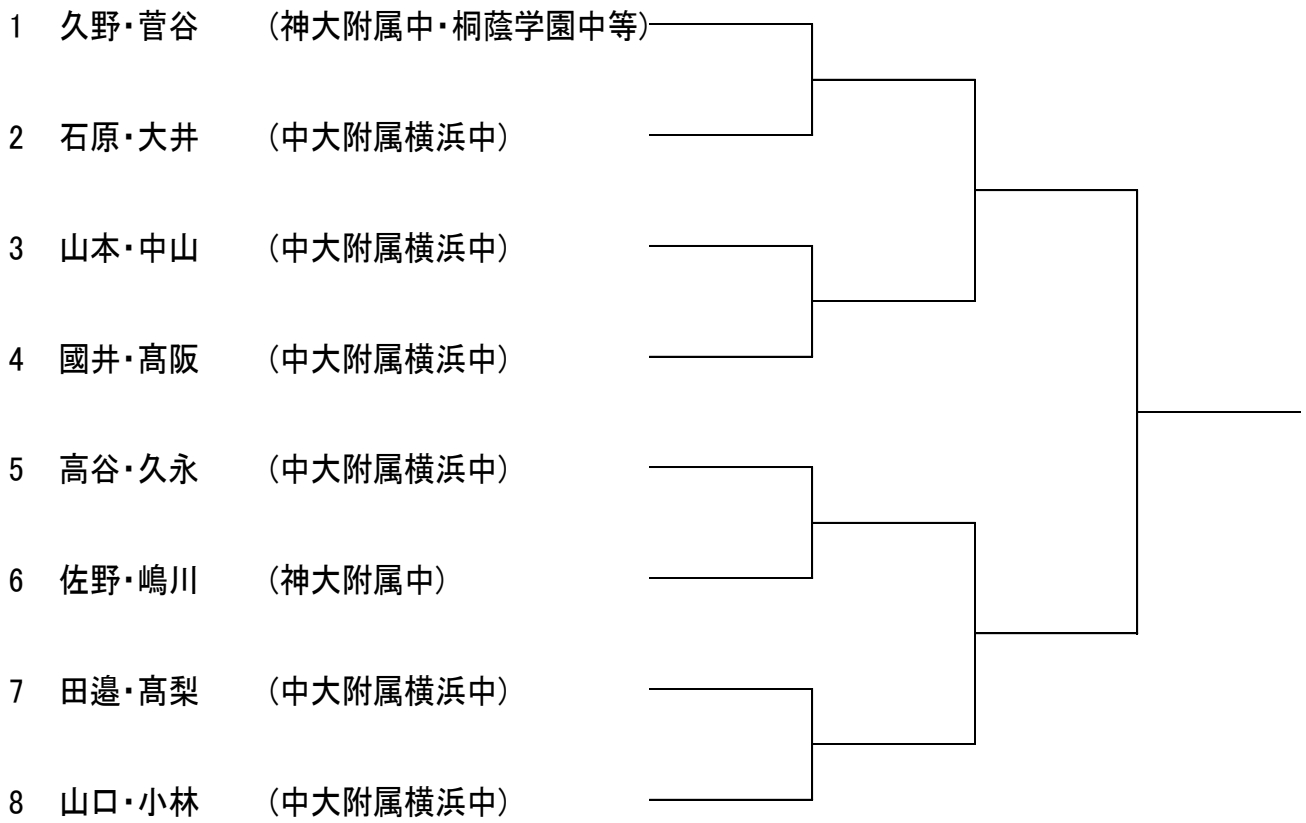 1 久野・菅谷 (神大附属中・桐蔭学園中等)
2 石原・大井 (中大附属横浜中)
3 山本・中山 (中大附属横浜中)
4 國井・髙阪 (中大附属横浜中)
5 高谷・久永 (中大附属横浜中)
6 佐野・嶋川 (神大附属中)
7 田邉・髙梨 (中大附属横浜中)
8 山口・小林 (中大附属横浜中)